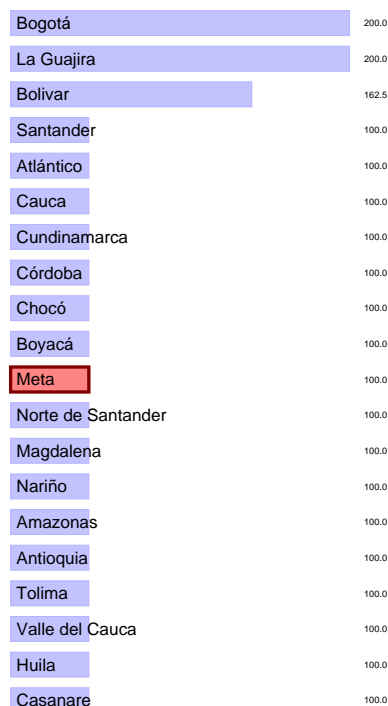 Bogotá 200.0
La Guajira 200.0
Bolivar 162.5
Santander 100.0
Atlántico 100.0
Cauca 100.0
Cundinamarca 100.0
Córdoba 100.0
Chocó 100.0
Boyacá 100.0
Meta 100.0
Norte de Santander 100.0
Magdalena 100.0
Nariño 100.0
Amazonas 100.0
Antioquia 100.0
Tolima 100.0
Valle del Cauca 100.0
Huila 100.0
Casanare 100.0